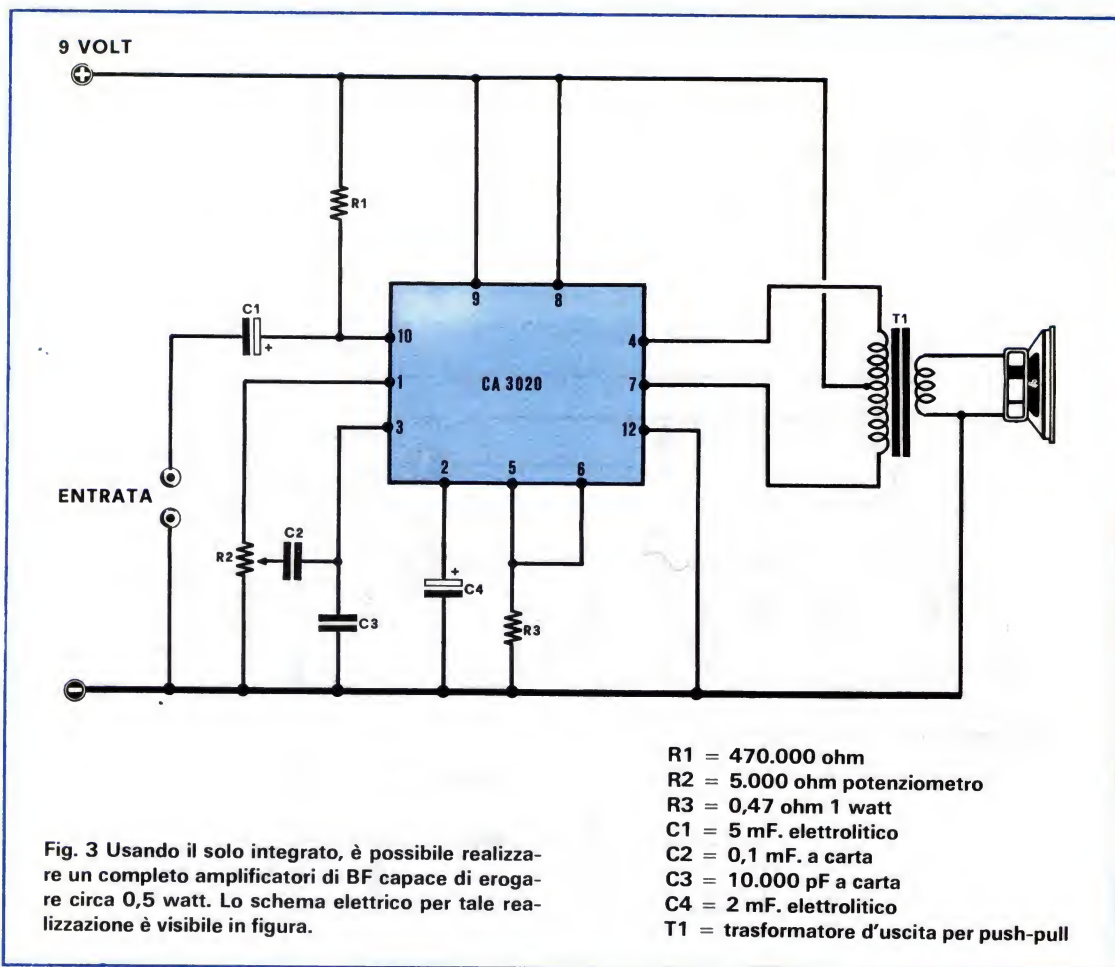 9 VOLT
+
R1
C1
+
9
8
10
1
3
CA 3020
4
7
12
T1
2
5
6
ENTRATA
R2
C2
C3
+
C4
R3
-
R1 = 470.000 ohm
R2 = 5.000 ohm potenziometro
R3 = 0,47 ohm 1 watt
C1 = 5 mF. elettrolitico
C2 = 0,1 mF. a carta
C3 = 10.000 pF a carta
C4 = 2 mF. elettrolitico
T1 = trasformatore d'uscita per push-pull
Fig. 3 Usando il solo integrato, è possibile realizza-
re un completo amplificatori di BF capace di eroga-
re circa 0,5 watt. Lo schema elettrico per tale rea-
lizzazione è visibile in figura.